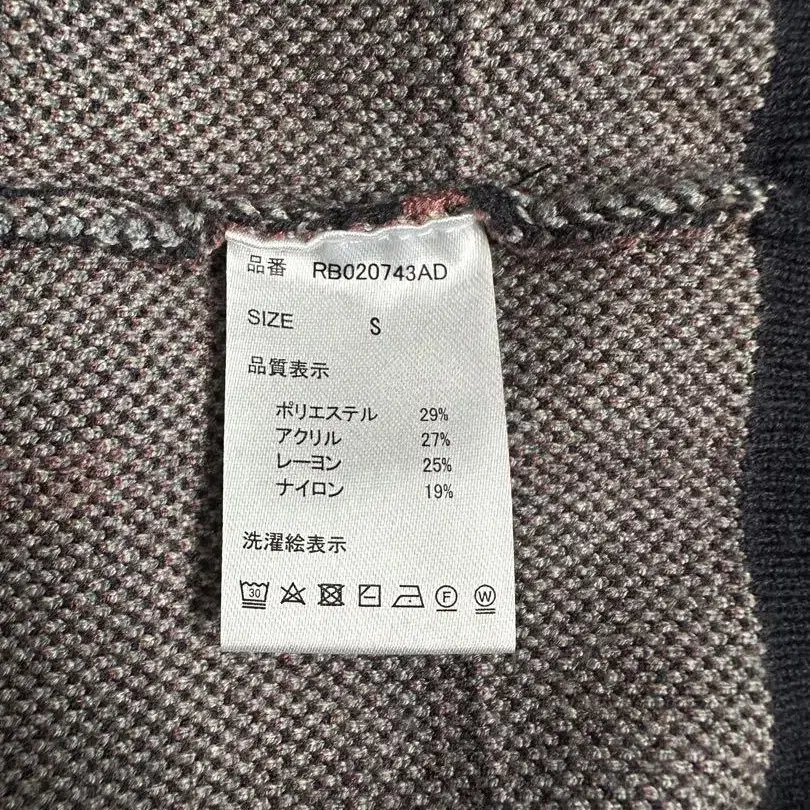 品番 RB020743AD
SIZE S
品質表示
ポリエステル 29%
アクリル 27%
レーヨン 25%
ナイロン 19%
洗濯絵表示
30 F W